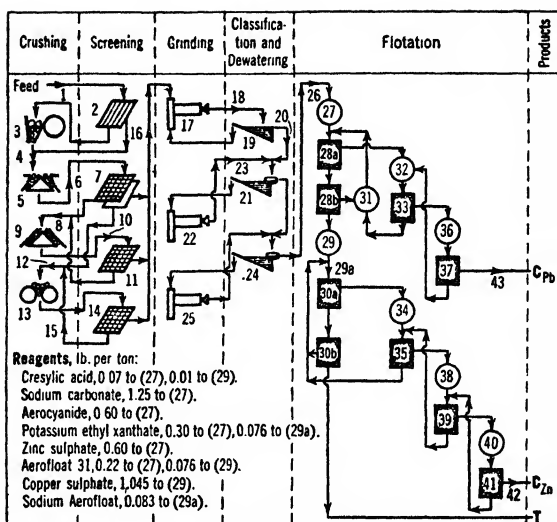 Crushing
Screening
Grinding
Classifica-
tion and
Dewatering
Flotation
Products
Feed
2
3
4
5
6
7
8
9
10
11
12
13
14
15
16
17
18
19
20
21
22
23
.24
25
26
27
28a
28b
29
29a
30a
30b
31
32
33
34
35
36
37
38
39
40
41
42
43
CPb
CZn
T
Reagents, lb. per ton:
Cresylic acid, 0 07 to (27), 0.01 to (29).
Sodium carbonate, 1.25 to (27).
Aerocyanide, 0 60 to (27).
Potassium ethyl xanthate, 0.30 to (27), 0.076 to (29a).
Zinc sulphate, 0.60 to (27).
Aerofloat 31, 0.22 to (27), 0.076 to (29).
Copper sulphate, 1,045 to (29).
Sodium Aerofloat, 0.083 to (29a).